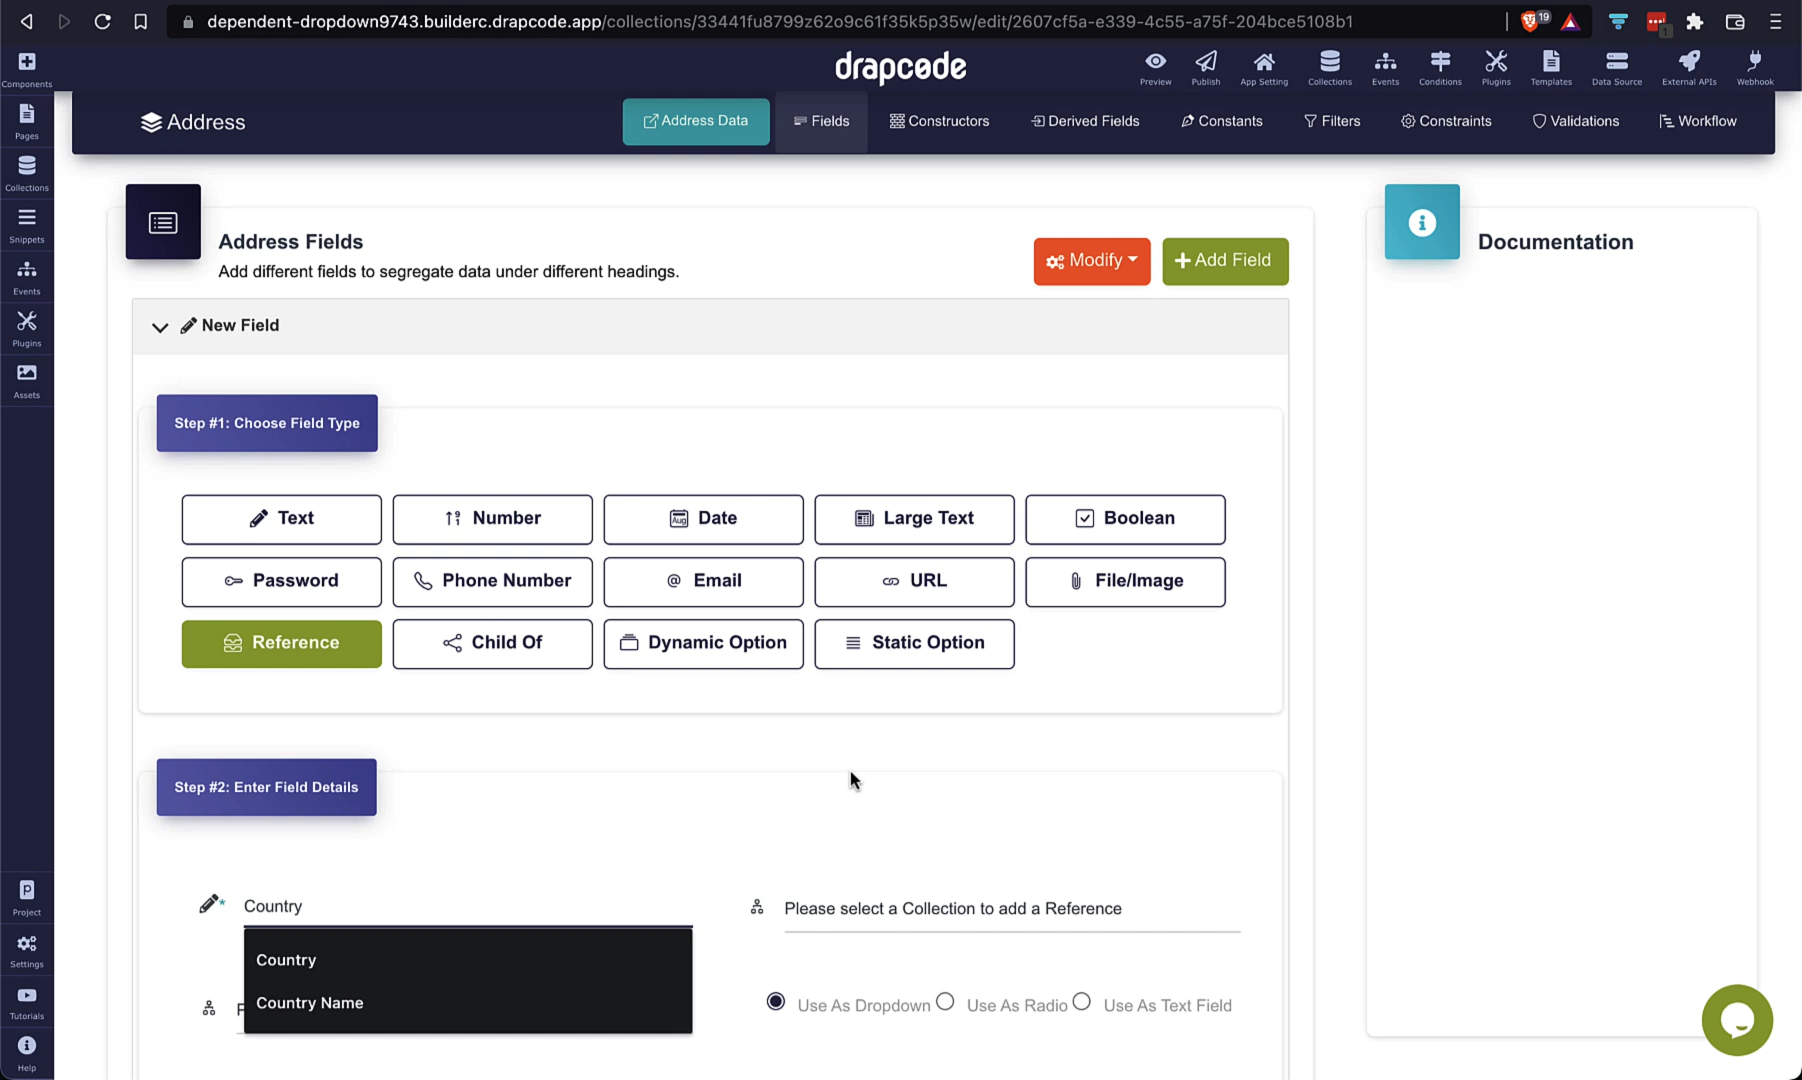 dependent-dropdown9743.builderc.drapcode.app/collections/33441fu8799z62o9c61f35k5p35w/edit/2607cf5a-e339-4c55-a75f-204bce5108b1
19
1
Components
drapcode
Preview
Publish
App Setting
Collections
Events
Conditions
Plugins
Templates
Data Source
External APIs
Webhook
Pages
Collections
Snippets
Events
Plugins
Assets
Project
Settings
Tutorials
Help
Address
Address Data
Fields
Constructors
Derived Fields
Constants
Filters
Constraints
Validations
Workflow
Address Fields
Add different fields to segregate data under different headings.
Modify
Add Field
New Field
Step #1: Choose Field Type
Text
Number
Date
Large Text
Boolean
Password
Phone Number
Email
URL
File/Image
Reference
Child Of
Dynamic Option
Static Option
Step #2: Enter Field Details
* Country
Please select a Collection to add a Reference
Country
Country Name
Use As Dropdown
Use As Radio
Use As Text Field
Documentation